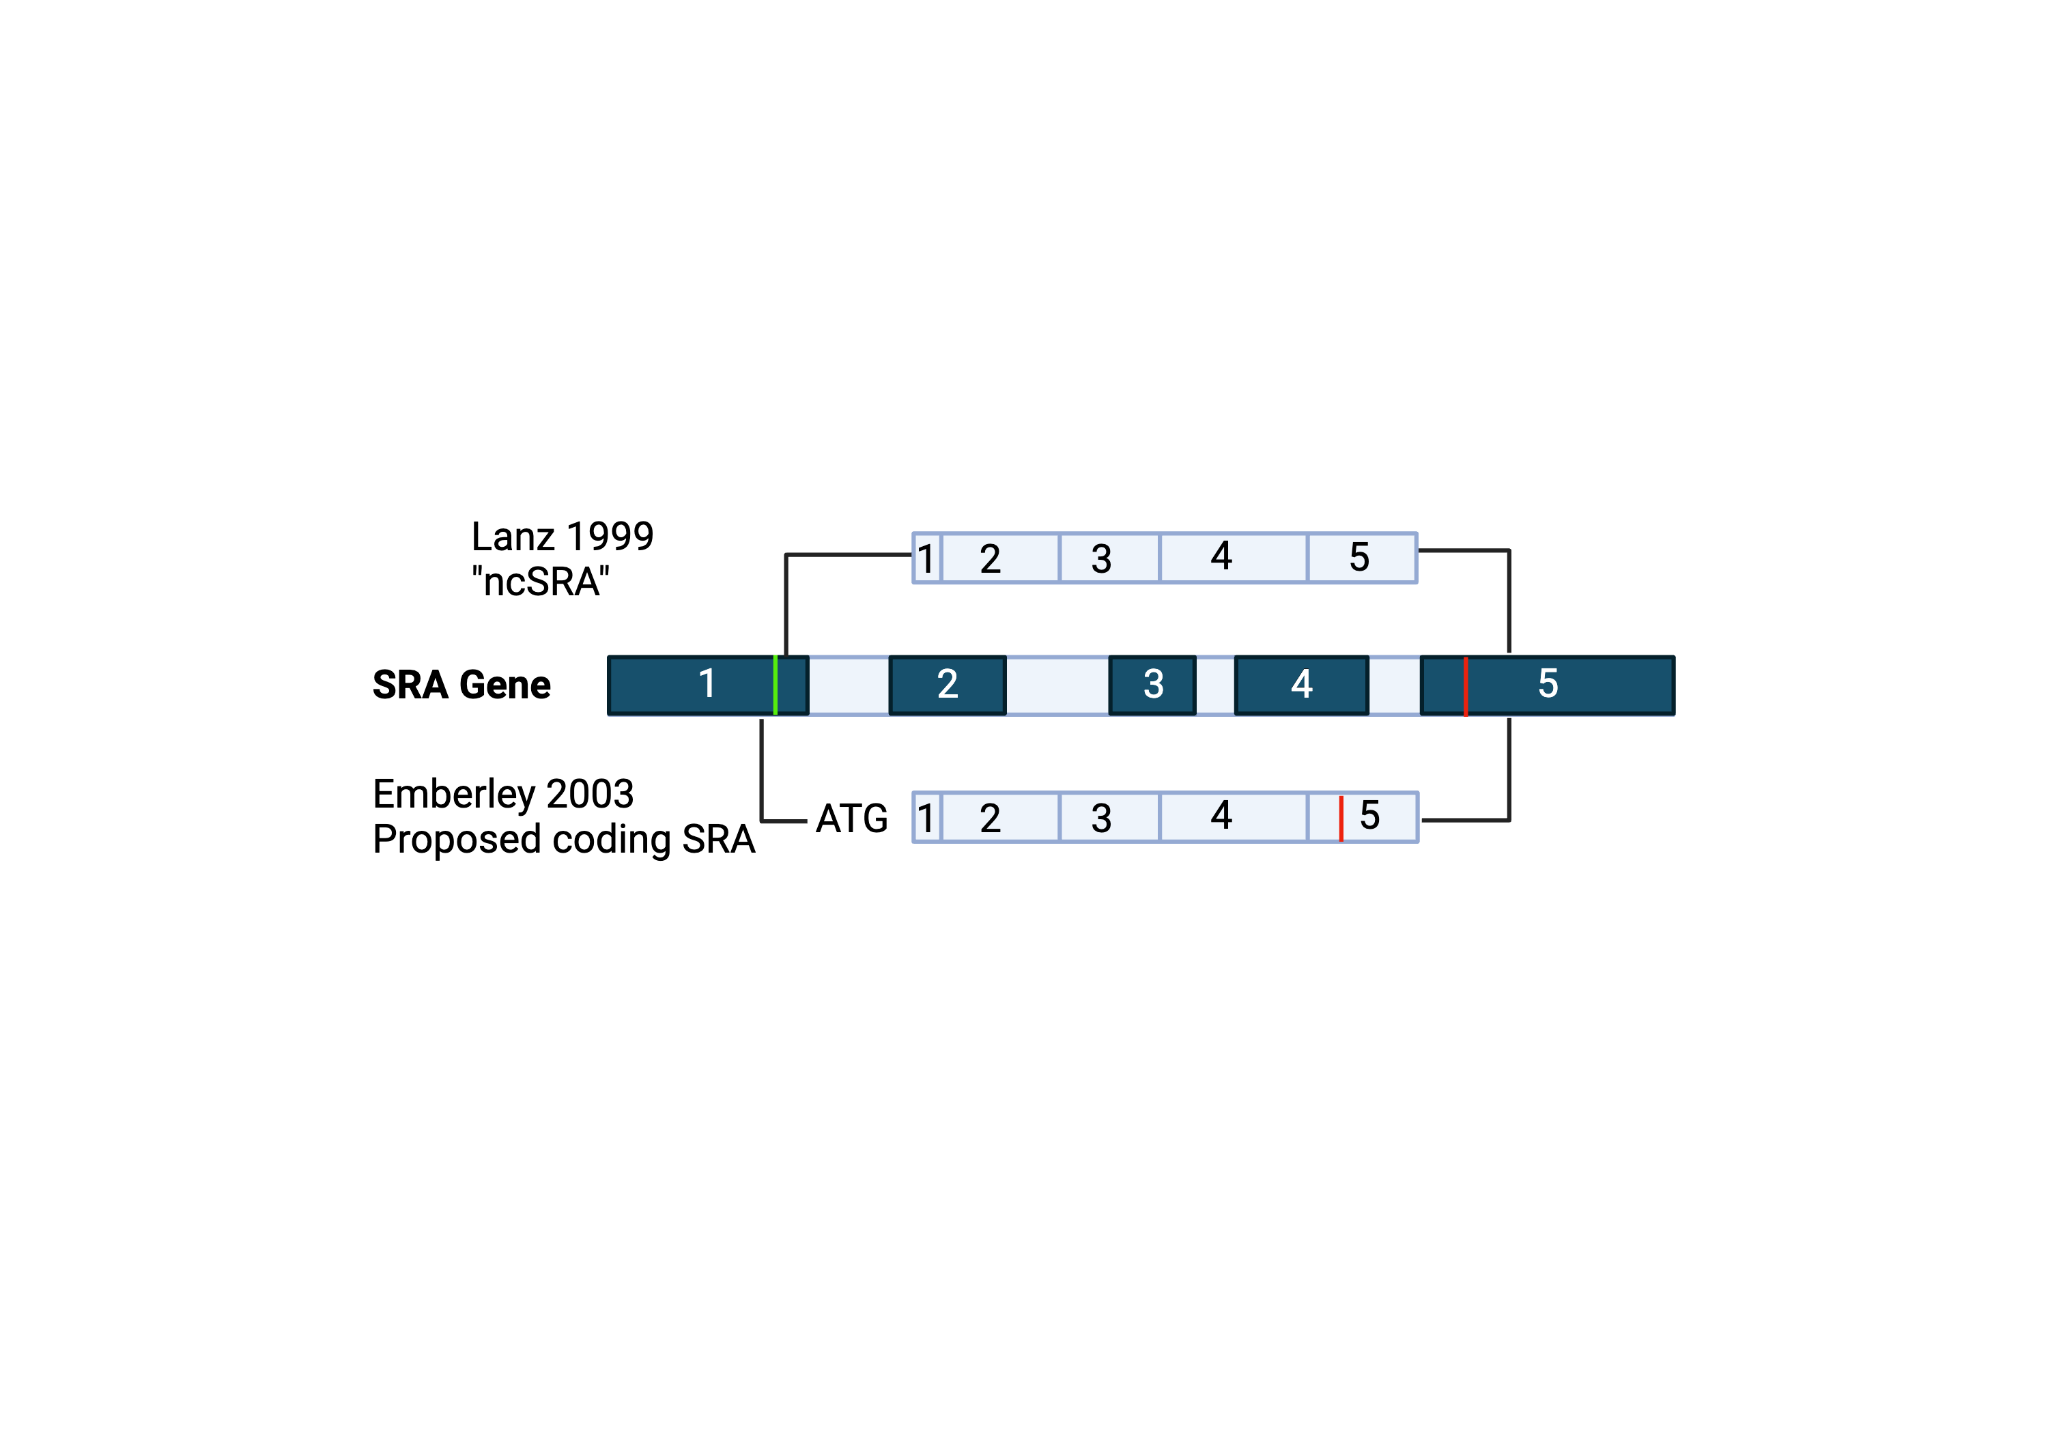 Lanz 1999
"ncSRA"
1 2 3 4 5
SRA Gene
1 2 3 4 5
Emberley 2003
Proposed coding SRA
ATG 1 2 3 4 5